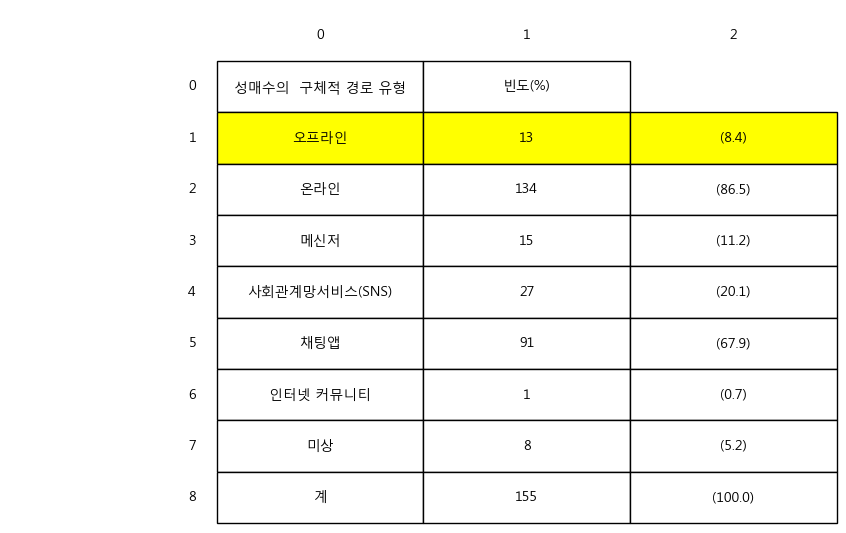 0 1 2
0 성매수의 구체적 경로 유형 빈도(%)
1 오프라인 13 (8.4)
2 온라인 134 (86.5)
3 메신저 15 (11.2)
4 사회관계망서비스(SNS) 27 (20.1)
5 채팅앱 91 (67.9)
6 인터넷 커뮤니티 1 (0.7)
7 미상 8 (5.2)
8 계 155 (100.0)